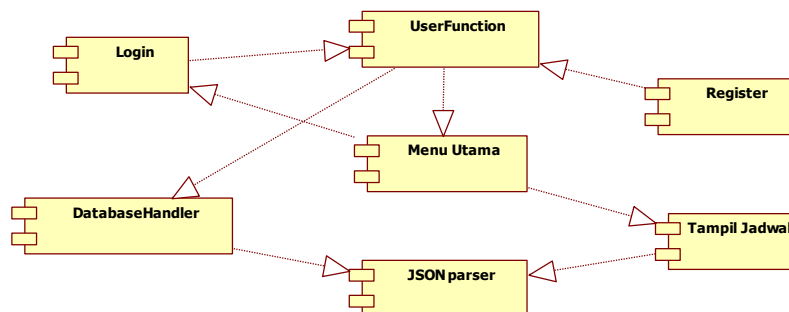 UserFunction
Login
Register
Menu Utama
DatabaseHandler
Tampil Jadwal
JSON parser